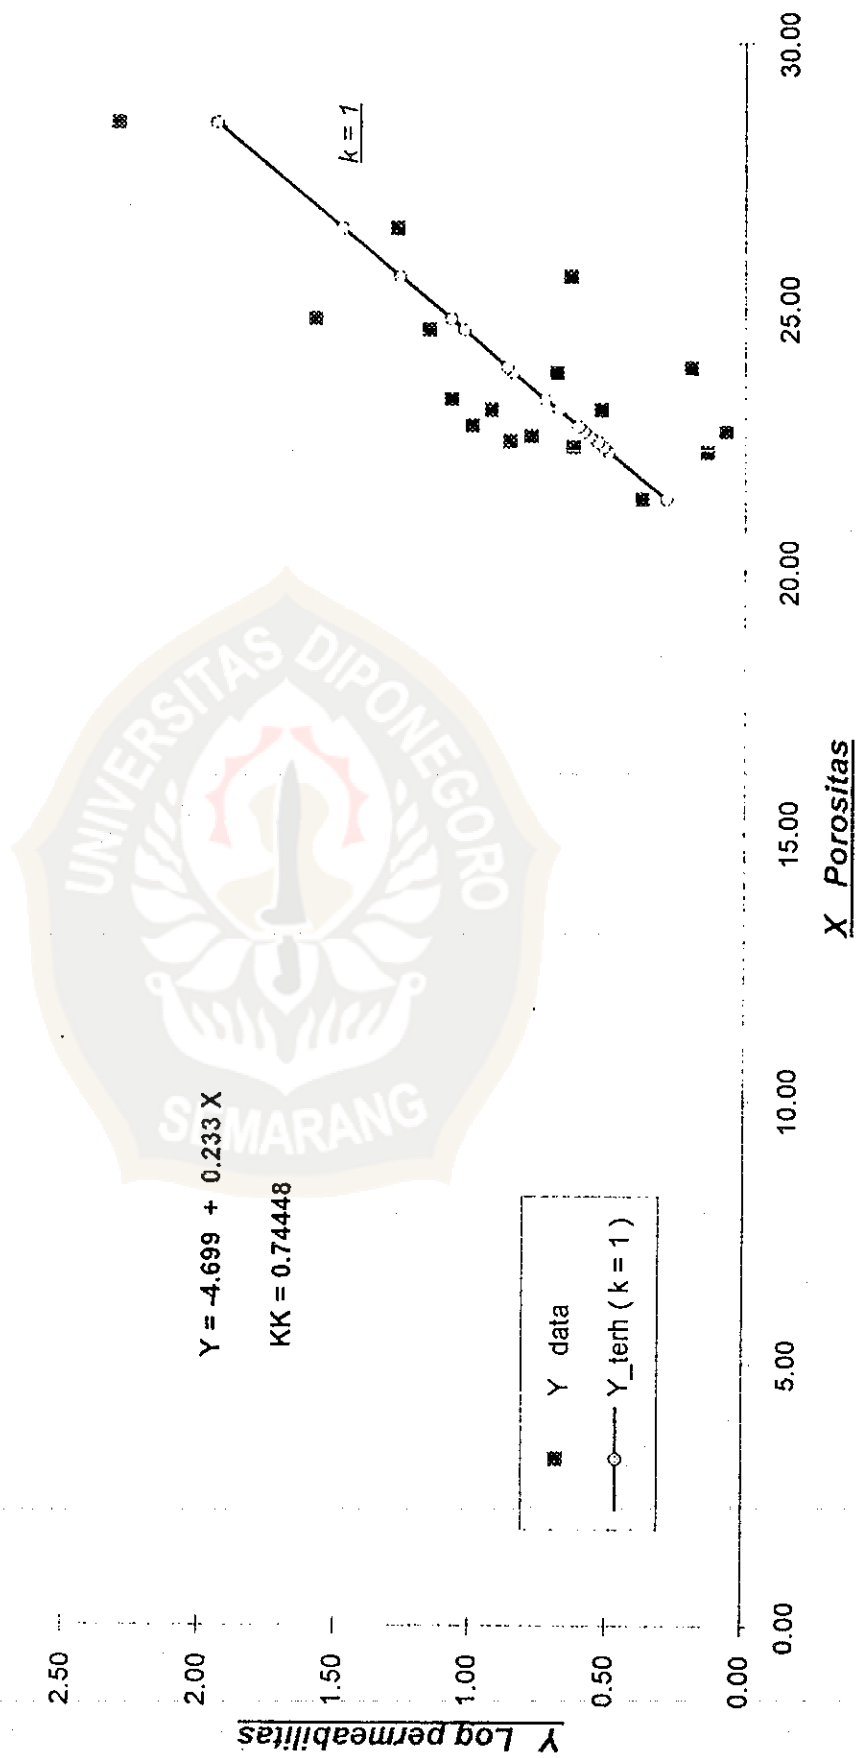 Y = -4.699 + 0.233 X
KK = 0.74448
k = 1
Y Log permeabilitas
2.50
2.00
1.50
1.00
0.50
0.00
0.00
5.00
10.00
15.00
20.00
25.00
30.00
X Porositas
Y data
Y_terh ( k = 1 )
UNIVERSITAS DIPONEGORO
SEMARANG